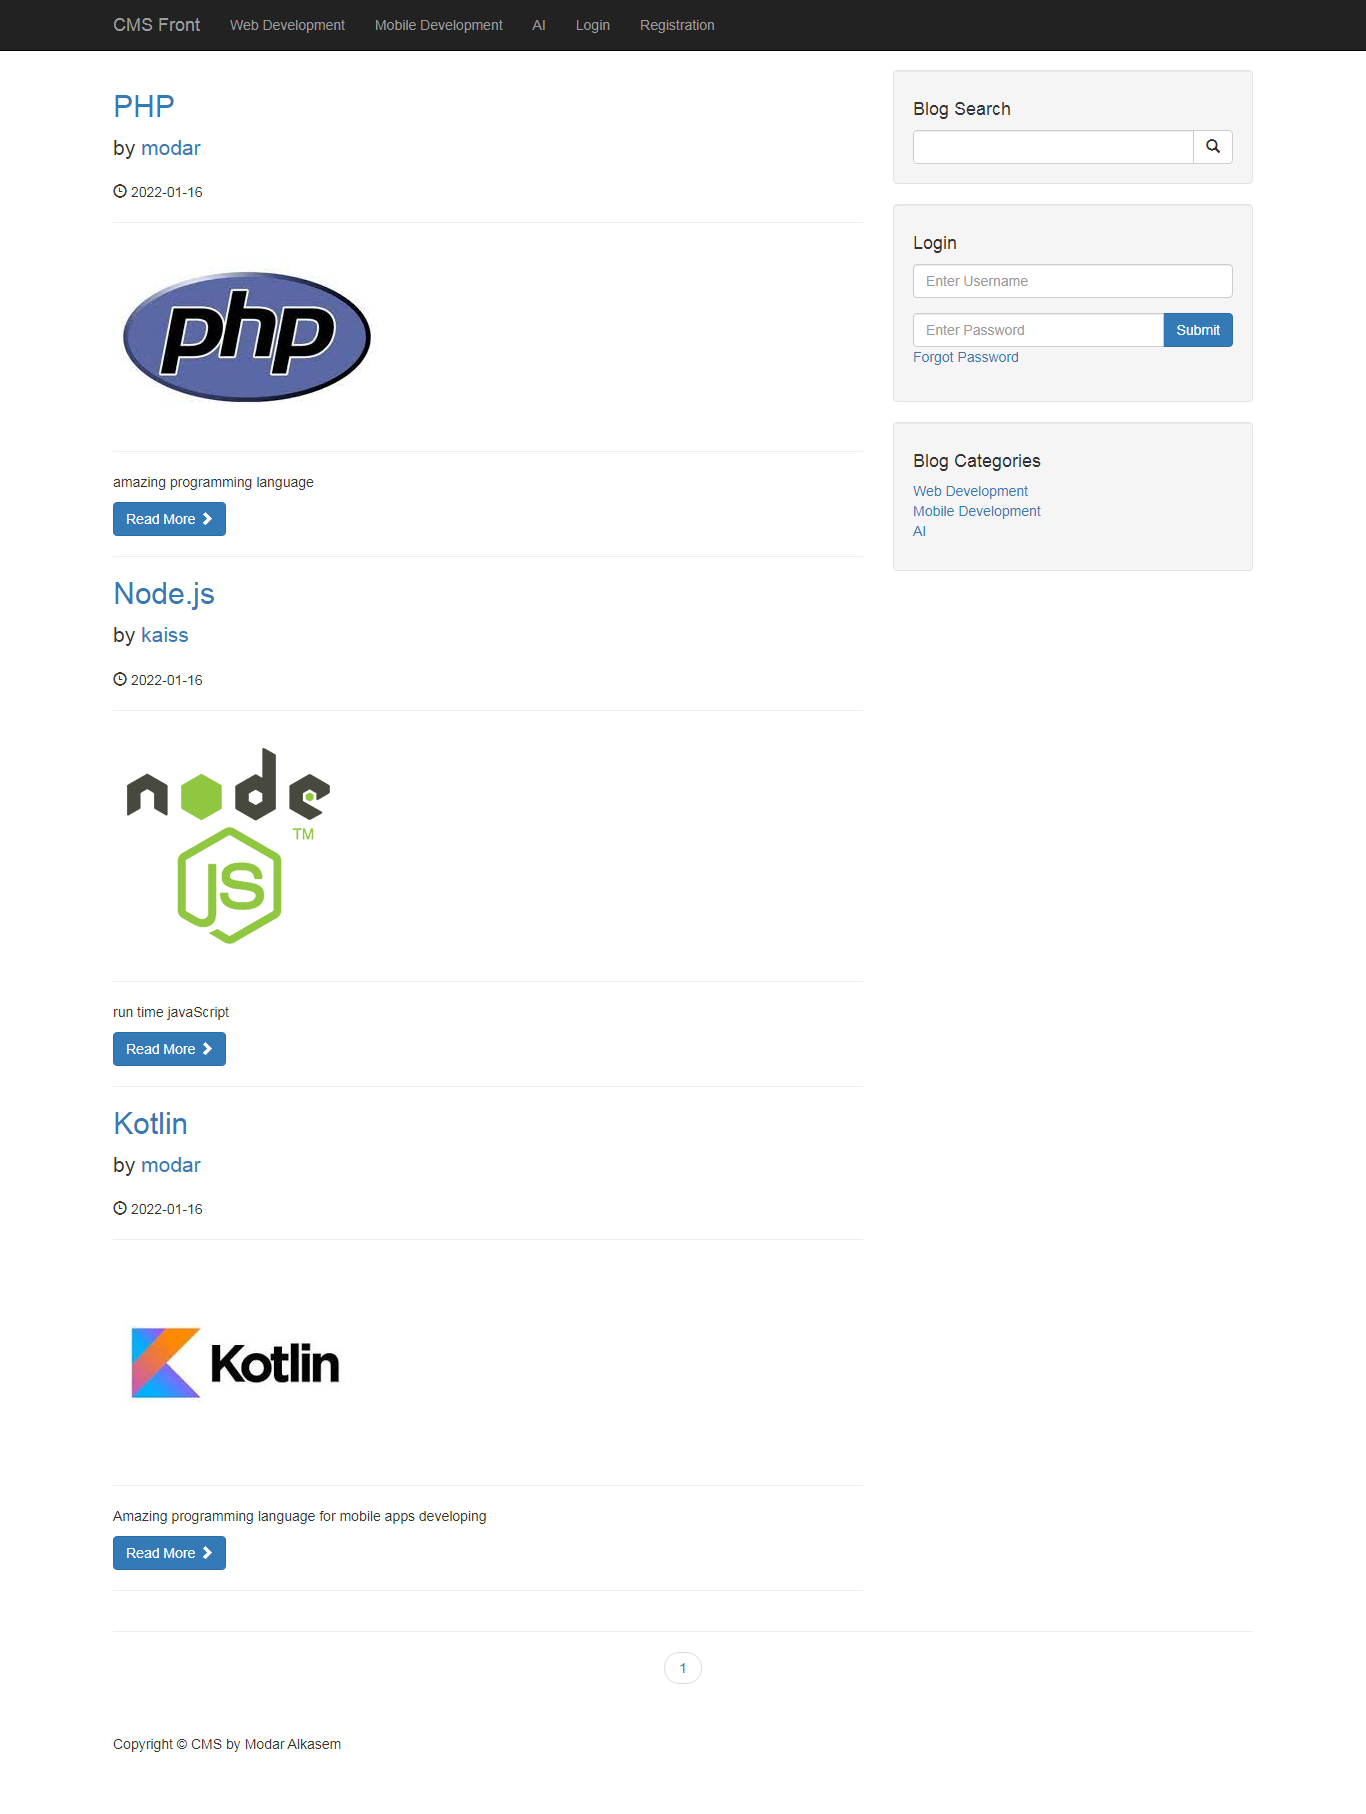 CMS Front Web Development Mobile Development AI Login Registration
PHP
by modar
2022-01-16
php
amazing programming language
Read More
Node.js
by kaiss
2022-01-16
node
TM
JS
run time javaScript
Read More
Kotlin
by modar
2022-01-16
Kotlin
Amazing programming language for mobile apps developing
Read More
Blog Search
Login
Enter Username
Enter Password Submit
Forgot Password
Blog Categories
Web Development
Mobile Development
AI
1
Copyright © CMS by Modar Alkasem